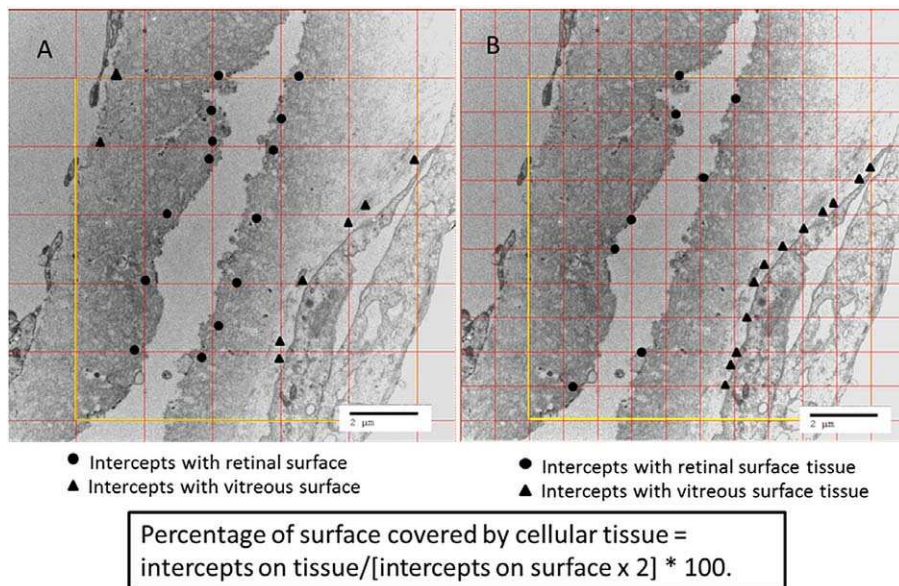 A
B
2 µm
2 µm
Intercepts with retinal surface
Intercepts with vitreous surface
Intercepts with retinal surface tissue
Intercepts with vitreous surface tissue
Percentage of surface covered by cellular tissue =
intercepts on tissue/[intercepts on surface x 2] * 100.